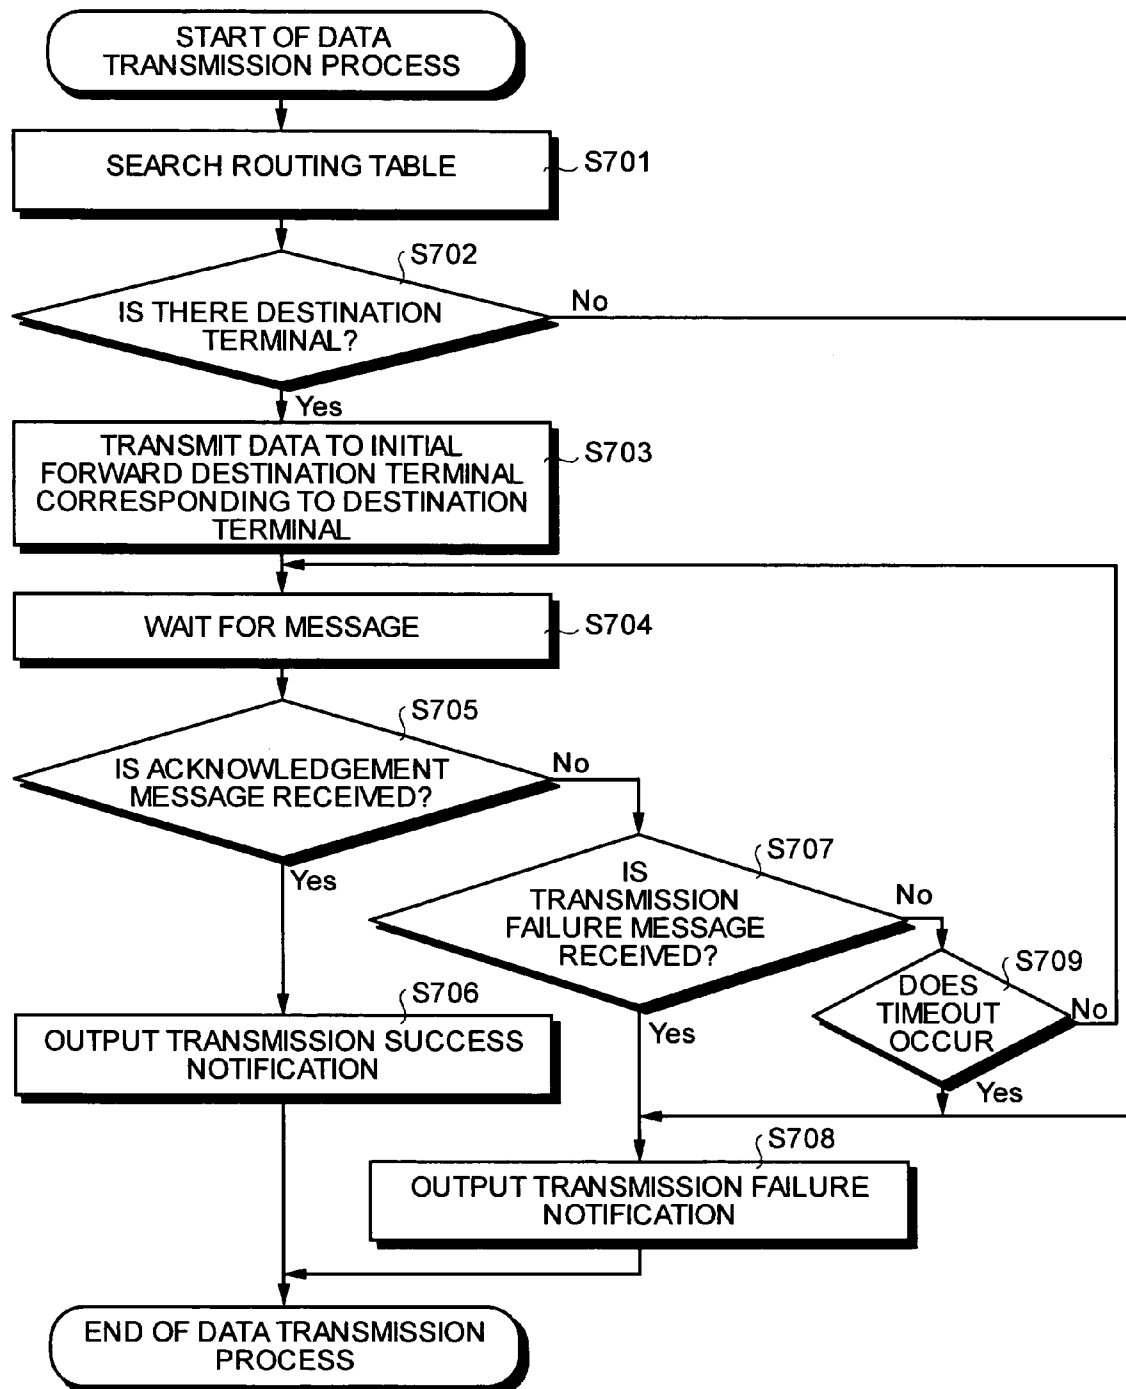 START OF DATA
TRANSMISSION PROCESS
SEARCH ROUTING TABLE
S701
S702
IS THERE DESTINATION
TERMINAL?
No
Yes
TRANSMIT DATA TO INITIAL
FORWARD DESTINATION TERMINAL
CORRESPONDING TO DESTINATION
TERMINAL
S703
WAIT FOR MESSAGE
S704
S705
IS ACKNOWLEDGEMENT
MESSAGE RECEIVED?
No
Yes
S707
IS
TRANSMISSION
FAILURE MESSAGE
RECEIVED?
No
Yes
S709
DOES
TIMEOUT
OCCUR
No
Yes
S706
OUTPUT TRANSMISSION SUCCESS
NOTIFICATION
S708
OUTPUT TRANSMISSION FAILURE
NOTIFICATION
END OF DATA TRANSMISSION
PROCESS